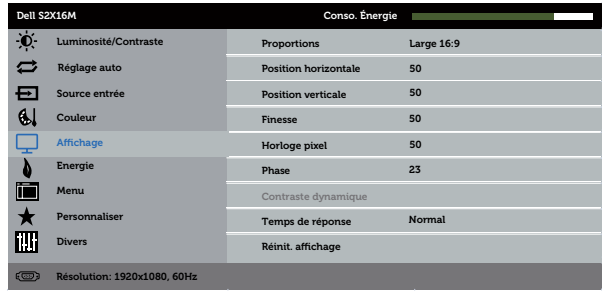 Dell S2X16M
Conso. Énergie
Luminosité/Contraste
Réglage auto
Source entrée
Couleur
Affichage
Energie
Menu
Personnaliser
Divers
Proportions Large 16:9
Position horizontale 50
Position verticale 50
Finesse 50
Horloge pixel 50
Phase 23
Contraste dynamique
Temps de réponse Normal
Réinit. affichage
Résolution: 1920x1080, 60Hz